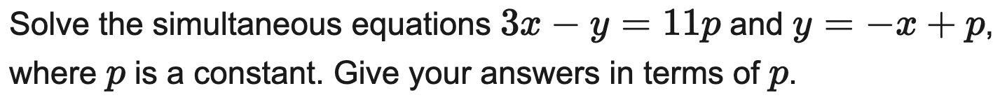 Solve the simultaneous equations 3x − y = 11p and y = −x + p,
where p is a constant. Give your answers in terms of p.